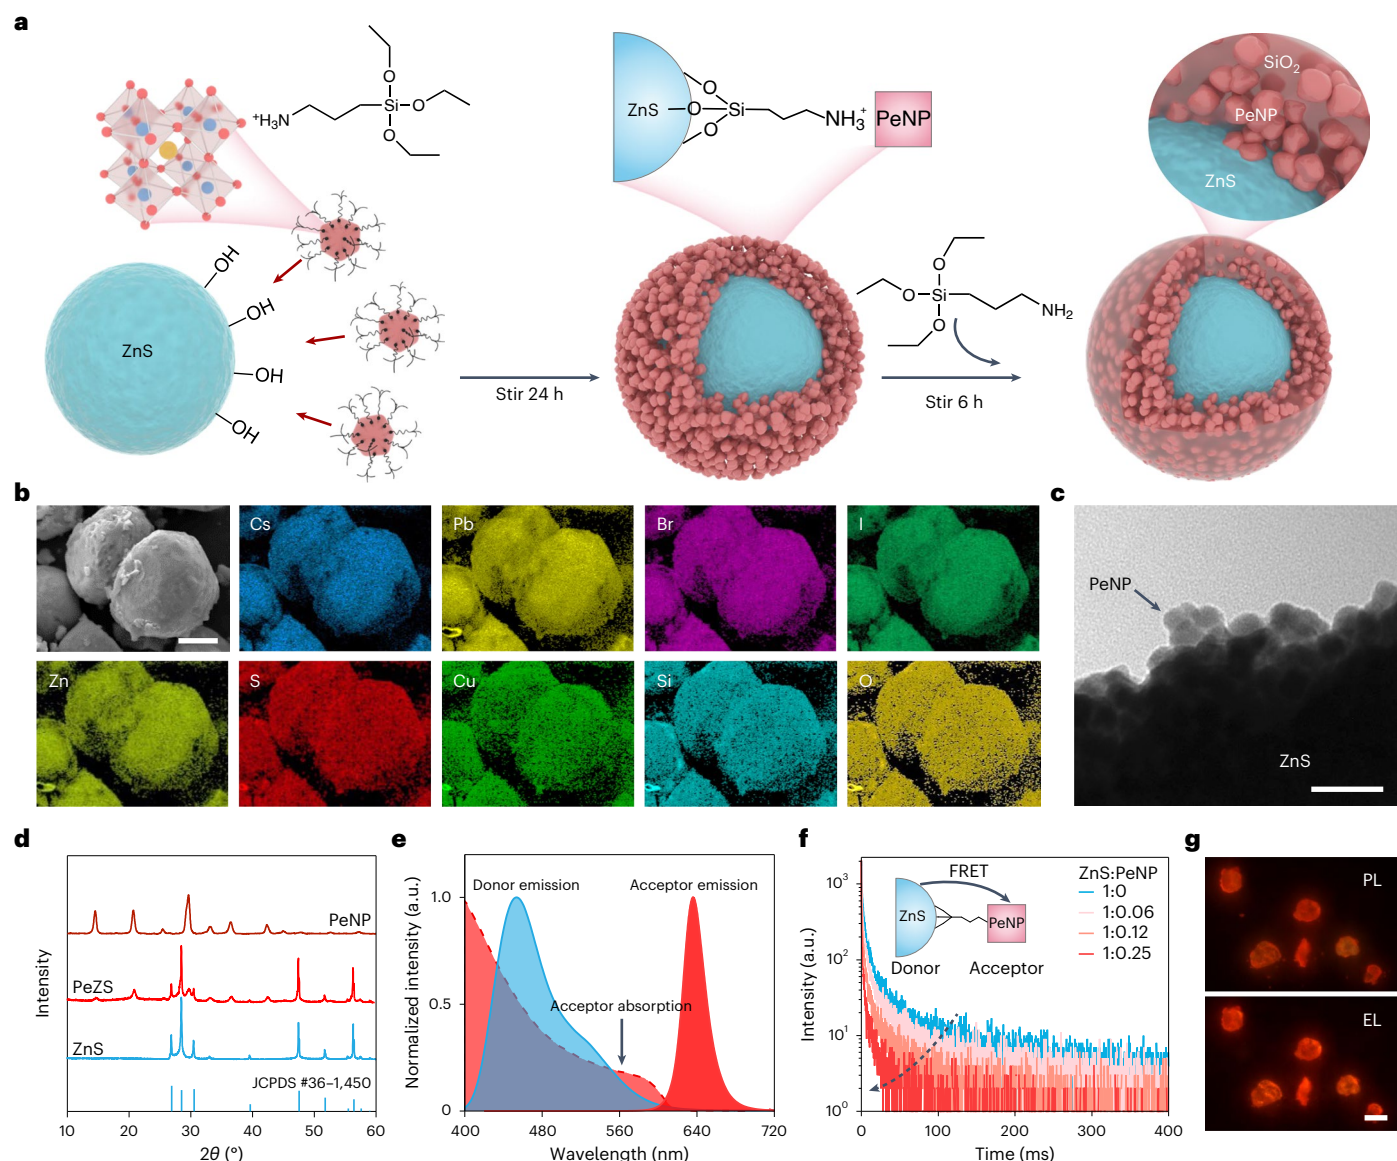 a
O
O
Si
O
+H3N
ZnS
O
O
O
Si
NH3+
PeNP
SiO2
PeNP
ZnS
OH
OH
OH
OH
ZnS
Stir 24 h
O
O
Si
O
NH2
Stir 6 h
b
Cs
Pb
Br
I
Zn
S
Cu
Si
O
c
PeNP
ZnS
d
Intensity
PeNP
PeZS
ZnS
JCPDS #36–1,450
10
20
30
40
50
60
2θ (°)
e
Normalized intensity (a.u.)
1.0
0.5
0
Donor emission
Acceptor emission
Acceptor absorption
400
480
560
640
720
Wavelength (nm)
f
Intensity (a.u.)
10³
10²
10¹
10⁰
FRET
ZnS
PeNP
Donor
Acceptor
ZnS:PeNP
1:0
1:0.06
1:0.12
1:0.25
0
100
200
300
400
Time (ms)
g
PL
EL